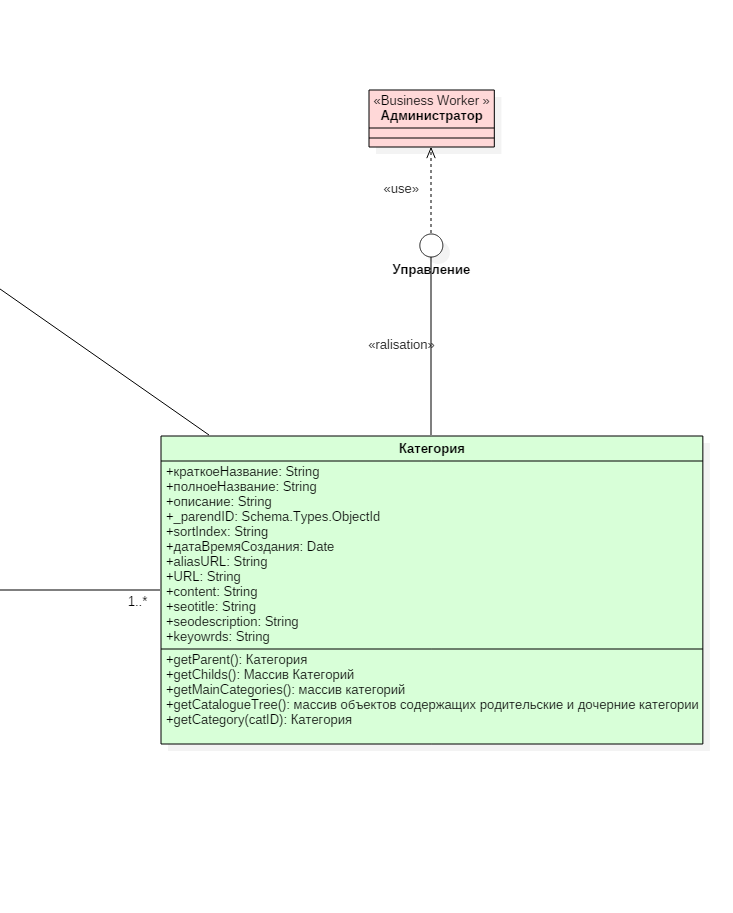 «Business Worker »
Администратор
«use»
Управление
«ralisation»
Категория
+краткоеНазвание: String
+полноеНазвание: String
+описание: String
+_parendID: Schema.Types.ObjectId
+sortIndex: String
+датаВремяСоздания: Date
+aliasURL: String
+URL: String
+content: String
1..*
+seotitle: String
+seodescription: String
+keyowrds: String
+getParent(): Категория
+getChilds(): Массив Категорий
+getMainCategories(): массив категорий
+getCatalogueTree(): массив объектов содержащих родительские и дочерние категории
+getCategory(catID): Категория